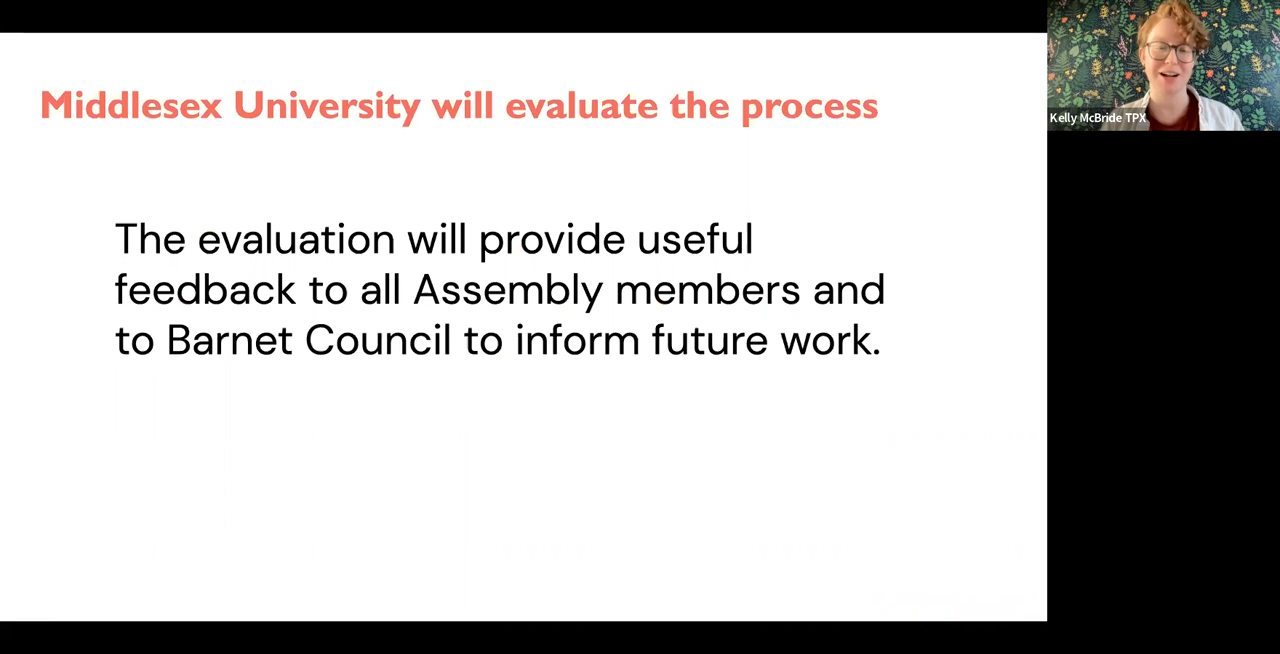 Middlesex University will evaluate the process
The evaluation will provide useful
feedback to all Assembly members and
to Barnet Council to inform future work.
Kelly McBride TPX